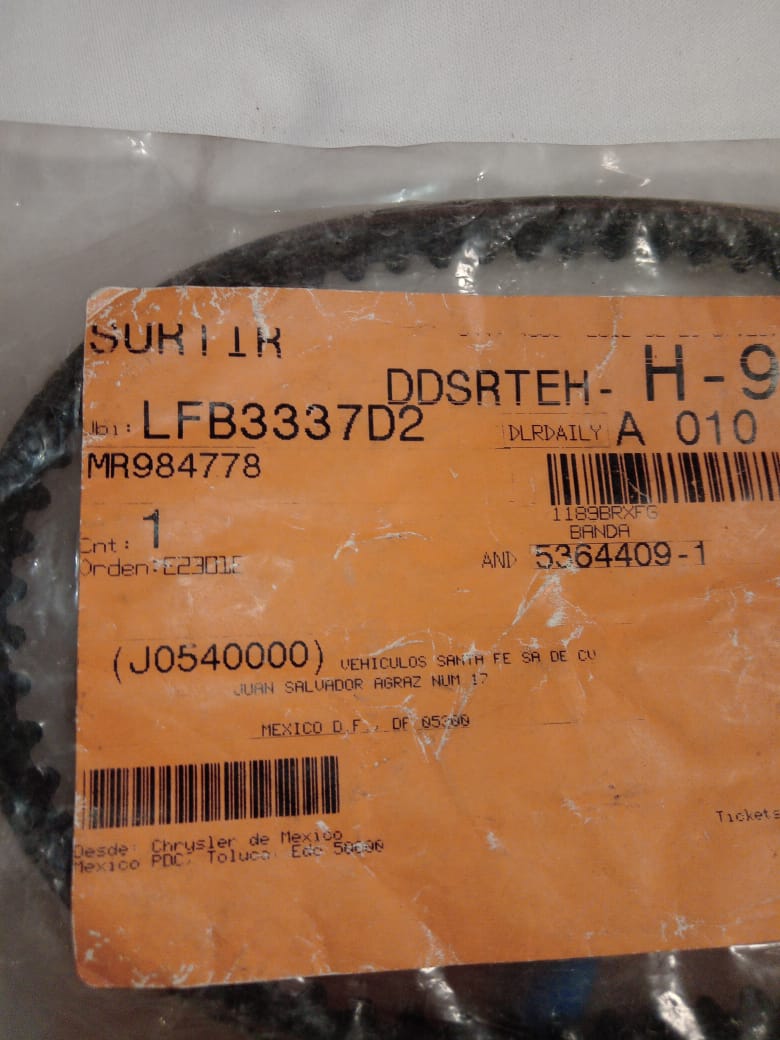 SURTIR
DDSRTEH- H-9
Ubi: LFB3337D2 DLRDAILY A 010
MR984778
1189BRXFG
BANDA
Cnt: 1
Orden: AND 5364409-1
(J0540000) VEHICULOS SANTA FE SA DE CV
JUAN SALVADOR AGRAZ NUM 17
MEXICO D.F., DF 05300
Desde: Chrysler de Mexico
Mexico PDC, Toluca, Edo 50000
Tickets